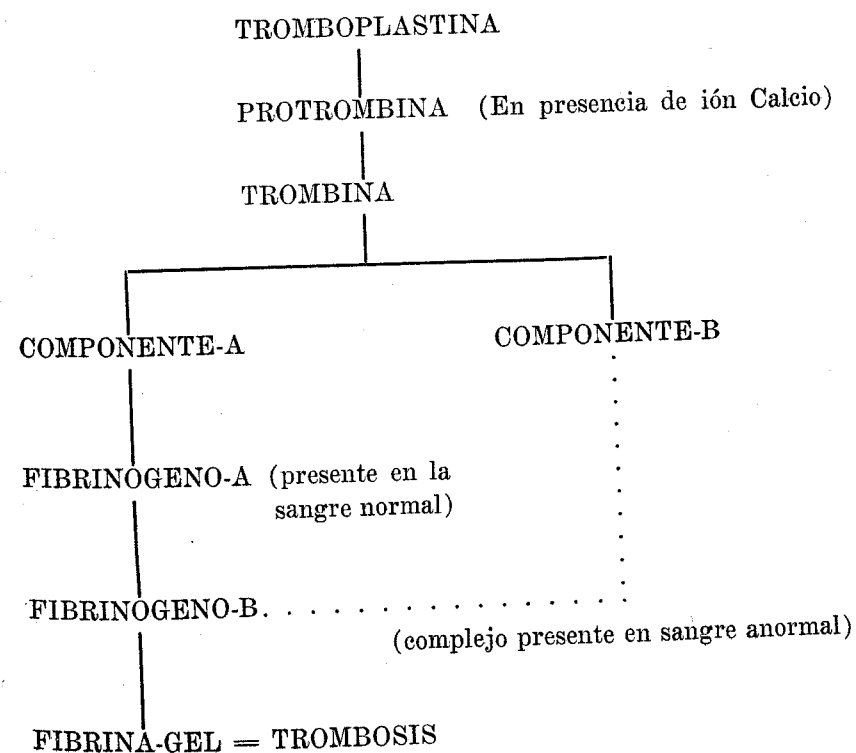 TROMBOPLASTINA
PROTROMBINA (En presencia de ión Calcio)
TROMBINA
COMPONENTE-A
COMPONENTE-B
FIBRINOGENO-A (presente en la
sangre normal)
FIBRINOGENO-B. . . . . . . . . . . . . . . .
(complejo presente en sangre anormal)
FIBRINA-GEL = TROMBOSIS